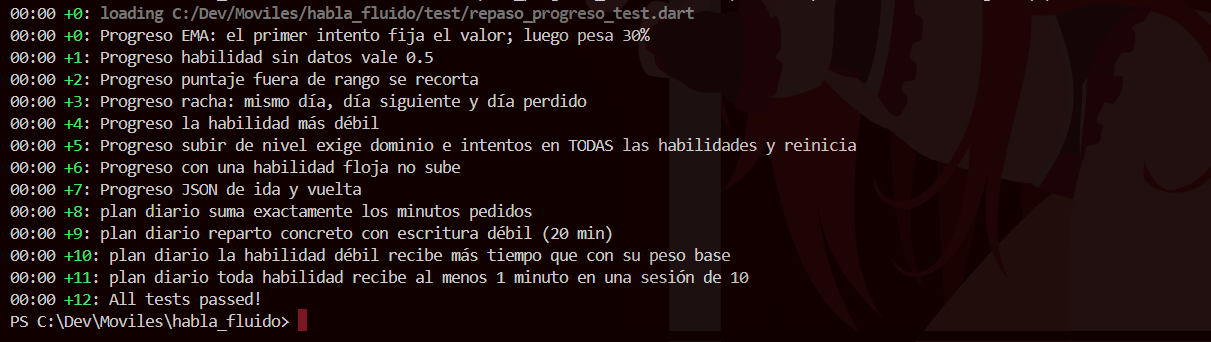 00:00 +0: loading C:/Dev/Moviles/habla_fluido/test/repaso_progreso_test.dart
00:00 +0: Progreso EMA: el primer intento fija el valor; luego pesa 30%
00:00 +1: Progreso habilidad sin datos vale 0.5
00:00 +2: Progreso puntaje fuera de rango se recorta
00:00 +3: Progreso racha: mismo día, día siguiente y día perdido
00:00 +4: Progreso la habilidad más débil
00:00 +5: Progreso subir de nivel exige dominio e intentos en TODAS las habilidades y reinicia
00:00 +6: Progreso con una habilidad floja no sube
00:00 +7: Progreso JSON de ida y vuelta
00:00 +8: plan diario suma exactamente los minutos pedidos
00:00 +9: plan diario reparto concreto con escritura débil (20 min)
00:00 +10: plan diario la habilidad débil recibe más tiempo que con su peso base
00:00 +11: plan diario toda habilidad recibe al menos 1 minuto en una sesión de 10
00:00 +12: All tests passed!
PS C:\Dev\Moviles\habla_fluido>